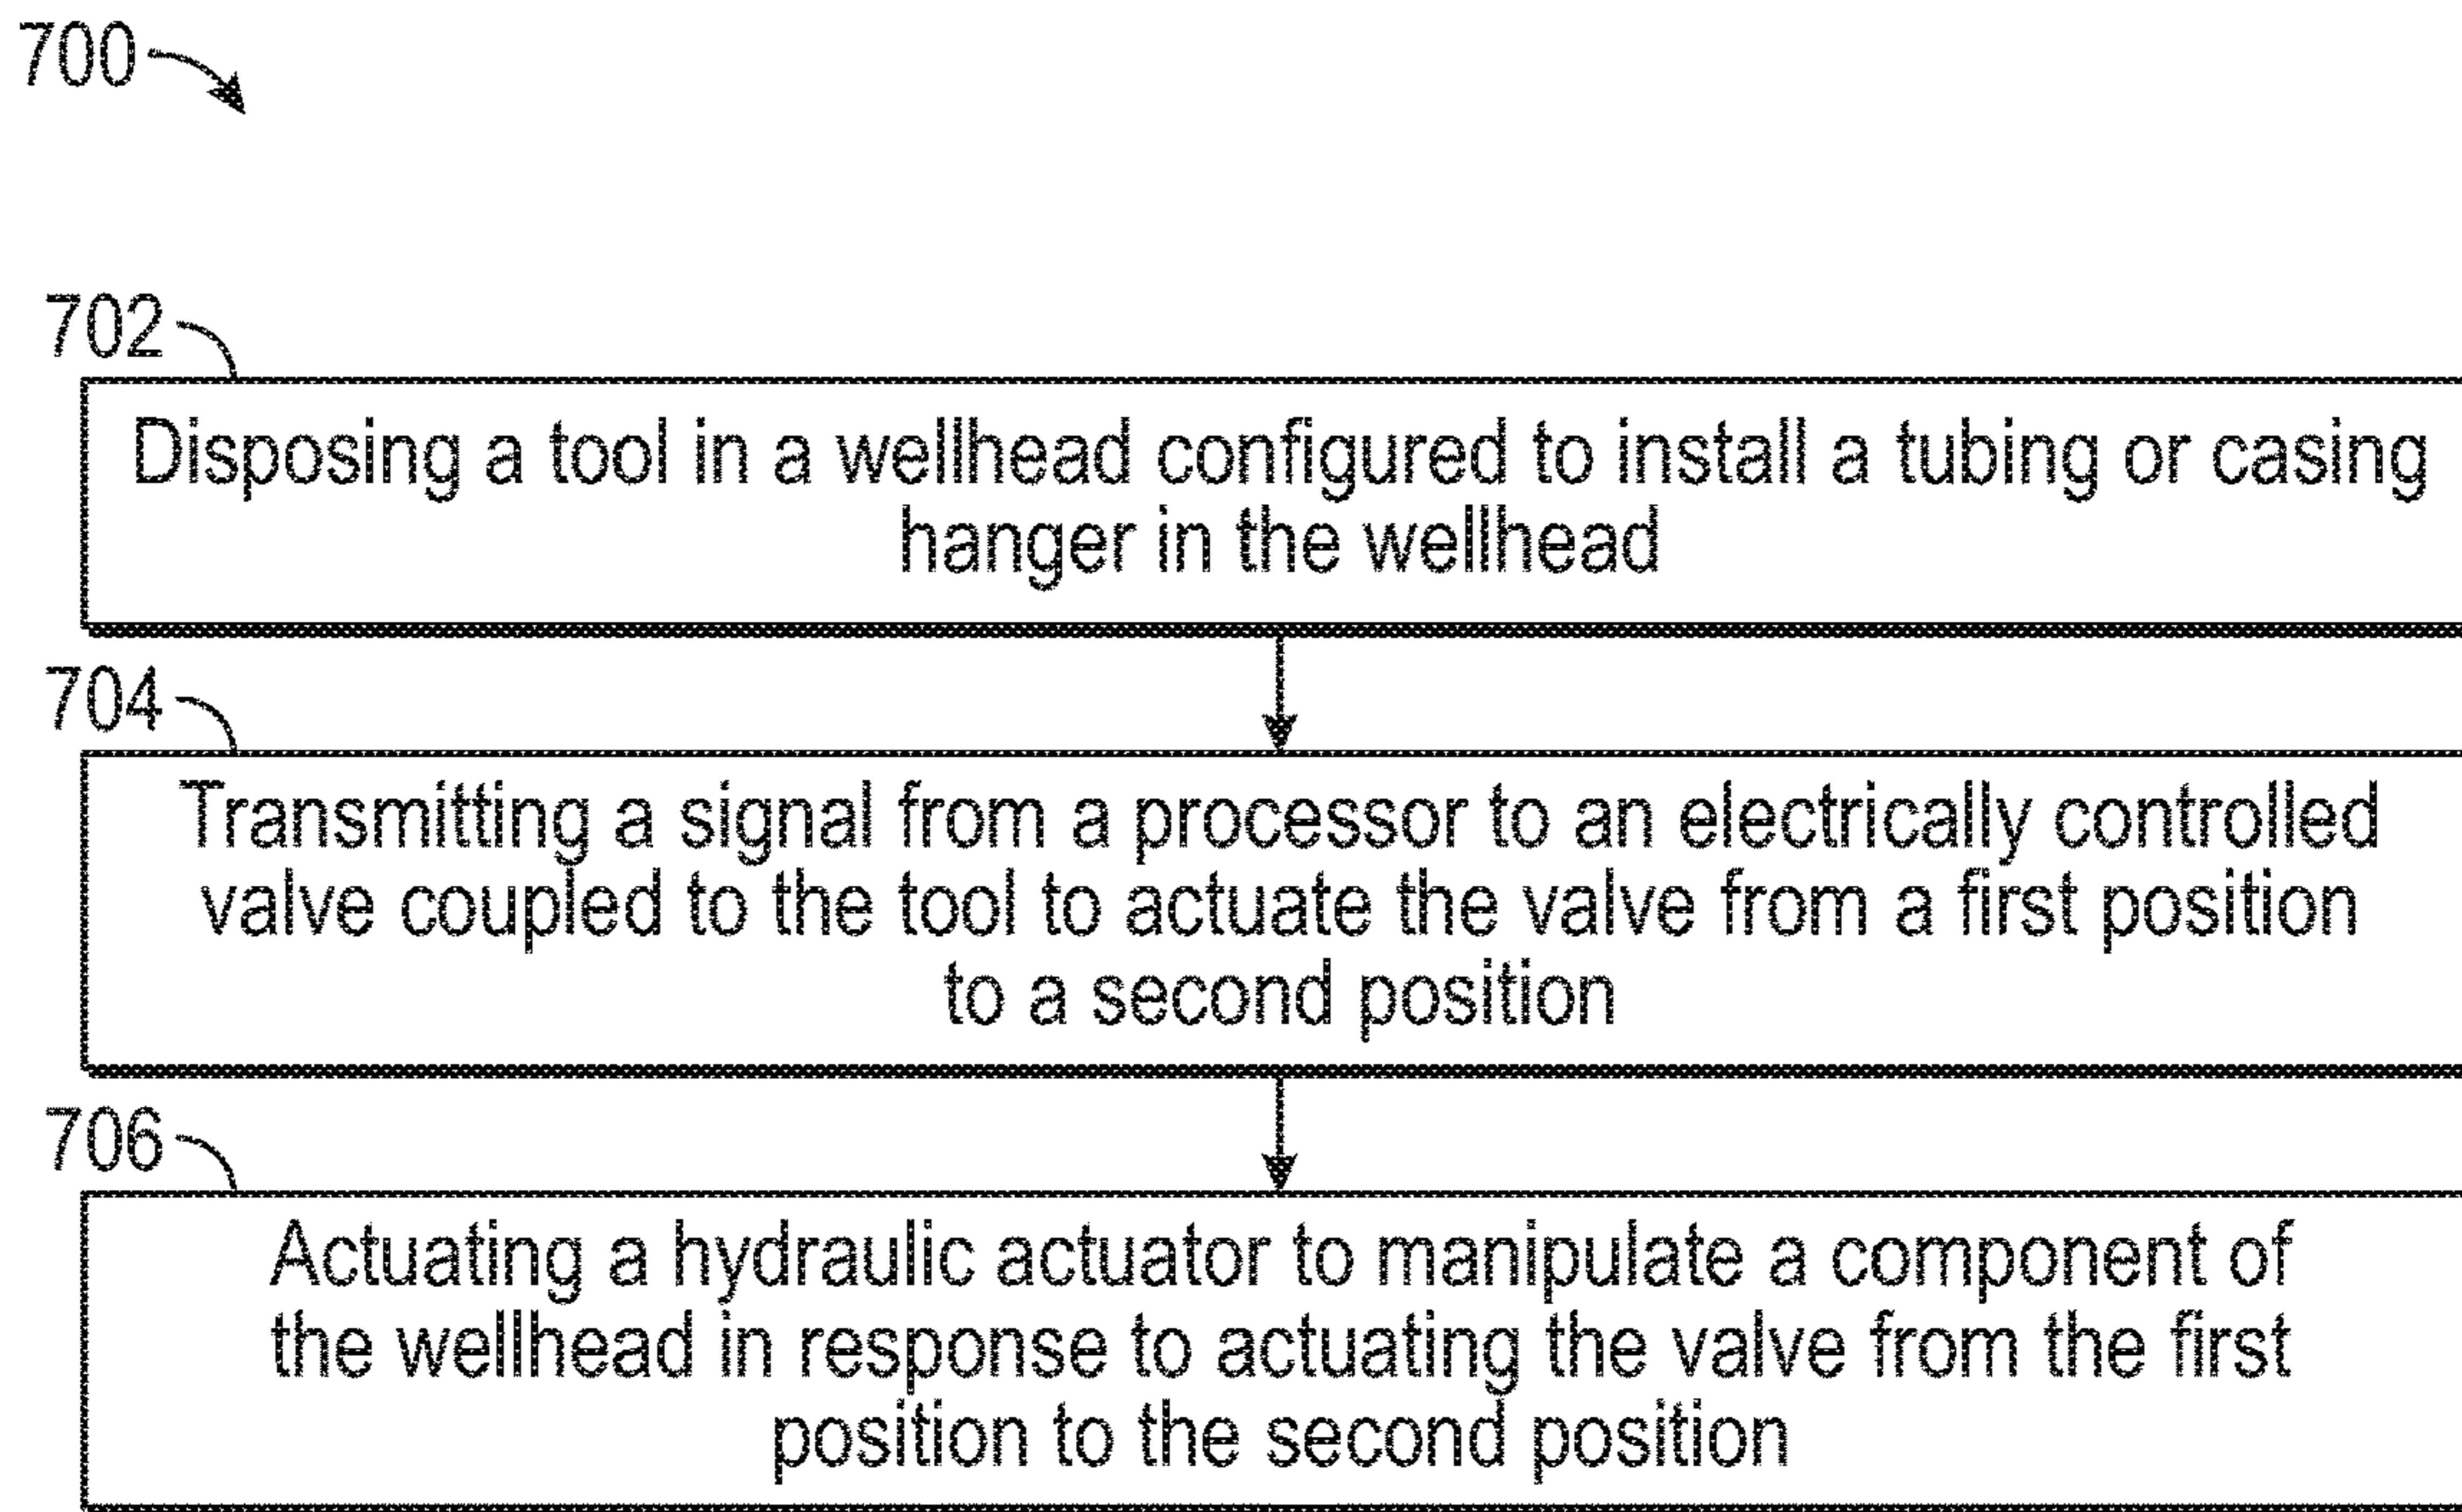 700
702
Disposing a tool in a wellhead configured to install a tubing or casing
hanger in the wellhead
704
Transmitting a signal from a processor to an electrically controlled
valve coupled to the tool to actuate the valve from a first position
to a second position
706
Actuating a hydraulic actuator to manipulate a component of
the wellhead in response to actuating the valve from the first
position to the second position